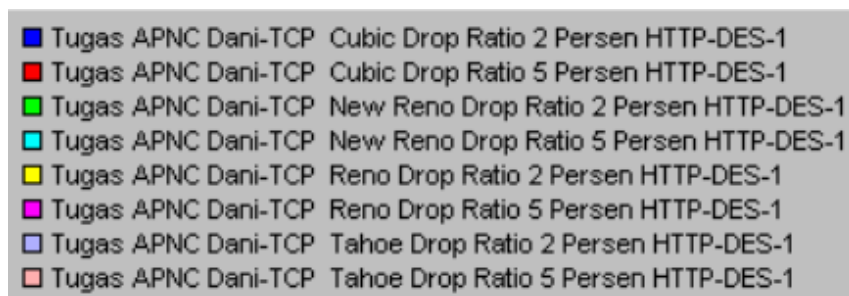 Tugas APNC Dani-TCP Cubic Drop Ratio 2 Persen HTTP-DES-1
Tugas APNC Dani-TCP Cubic Drop Ratio 5 Persen HTTP-DES-1
Tugas APNC Dani-TCP New Reno Drop Ratio 2 Persen HTTP-DES-1
Tugas APNC Dani-TCP New Reno Drop Ratio 5 Persen HTTP-DES-1
Tugas APNC Dani-TCP Reno Drop Ratio 2 Persen HTTP-DES-1
Tugas APNC Dani-TCP Reno Drop Ratio 5 Persen HTTP-DES-1
Tugas APNC Dani-TCP Tahoe Drop Ratio 2 Persen HTTP-DES-1
Tugas APNC Dani-TCP Tahoe Drop Ratio 5 Persen HTTP-DES-1